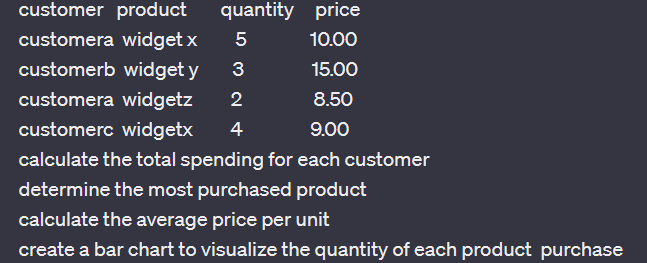 customer product quantity price
customera widget x 5 10.00
customerb widget y 3 15.00
customera widgetz 2 8.50
customerc widgetx 4 9.00
calculate the total spending for each customer
determine the most purchased product
calculate the average price per unit
create a bar chart to visualize the quantity of each product purchase